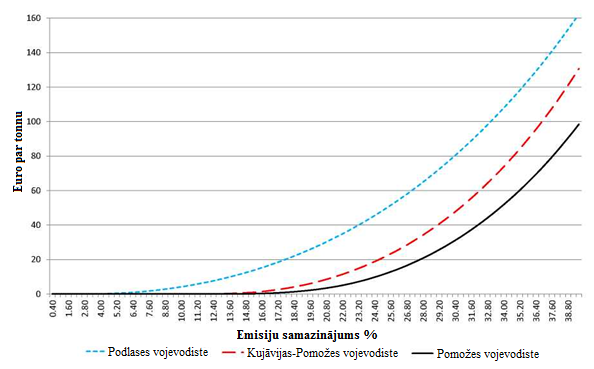 160
140
120
100
80
60
40
20
0
Euro par tonnu
0.40 1.60 2.80 4.00 5.20 6.40 7.60 8.80 10.00 11.20 12.40 13.60 14.80 16.00 17.20 18.40 19.60 20.80 22.00 23.20 24.40 25.60 26.80 28.00 29.20 30.40 31.60 32.80 34.00 35.20 36.40 37.60 38.80
Emisiju samazinājums %
Podlases vojevodiste Kujāvijas-Pomožes vojevodiste Pomožes vojevodiste